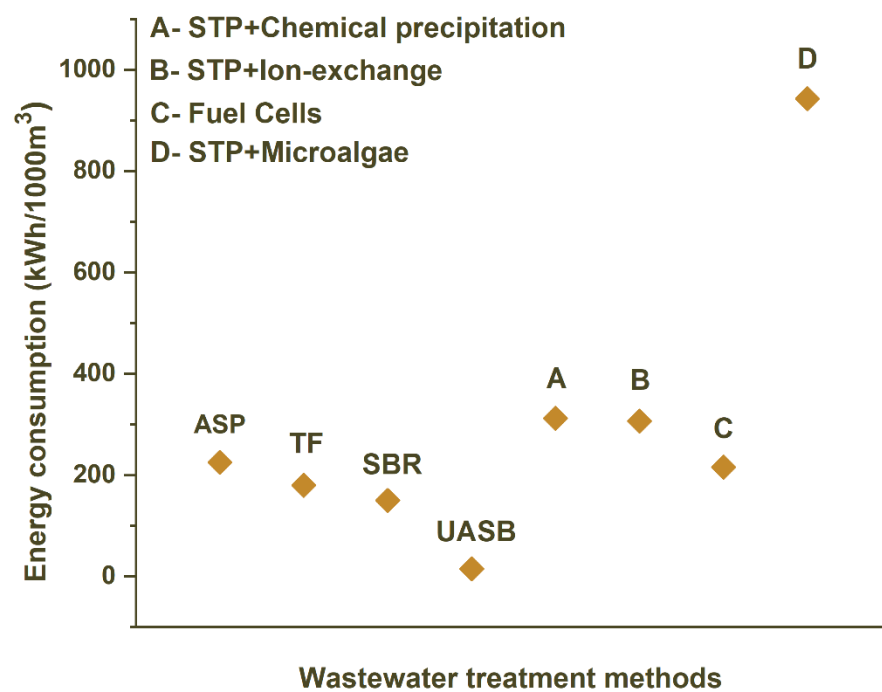 A- STP+Chemical precipitation
B- STP+Ion-exchange
C- Fuel Cells
D- STP+Microalgae
Energy consumption (kWh/1000m³)
1000
800
600
400
200
0
ASP
TF
SBR
UASB
A
B
C
D
Wastewater treatment methods